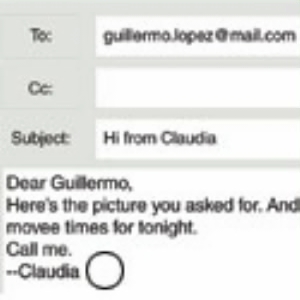 To: guillermo.lopez@mail.com
Cc:
Subject: Hi from Claudia
Dear Guillermo,
Here's the picture you asked for. And
movee times for tonight.
Call me.
--Claudia